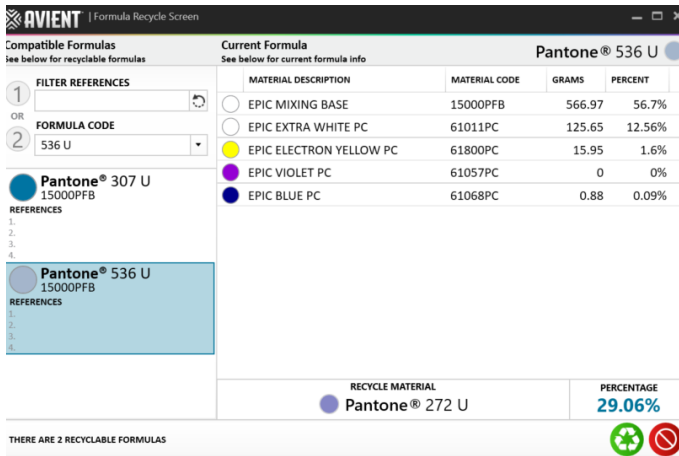 AVIENT | Formula Recycle Screen
Compatible Formulas
See below for recyclable formulas
Current Formula
See below for current formula info
Pantone® 536 U
1
FILTER REFERENCES
OR
2
FORMULA CODE
536 U
Pantone® 307 U
15000PFB
REFERENCES
1.
2.
3.
4.
Pantone® 536 U
15000PFB
REFERENCES
1.
2.
3.
4.
MATERIAL DESCRIPTION MATERIAL CODE GRAMS PERCENT
EPIC MIXING BASE 15000PFB 566.97 56.7%
EPIC EXTRA WHITE PC 61011PC 125.65 12.56%
EPIC ELECTRON YELLOW PC 61800PC 15.95 1.6%
EPIC VIOLET PC 61057PC 0 0%
EPIC BLUE PC 61068PC 0.88 0.09%
RECYCLE MATERIAL
Pantone® 272 U
PERCENTAGE
29.06%
THERE ARE 2 RECYCLABLE FORMULAS